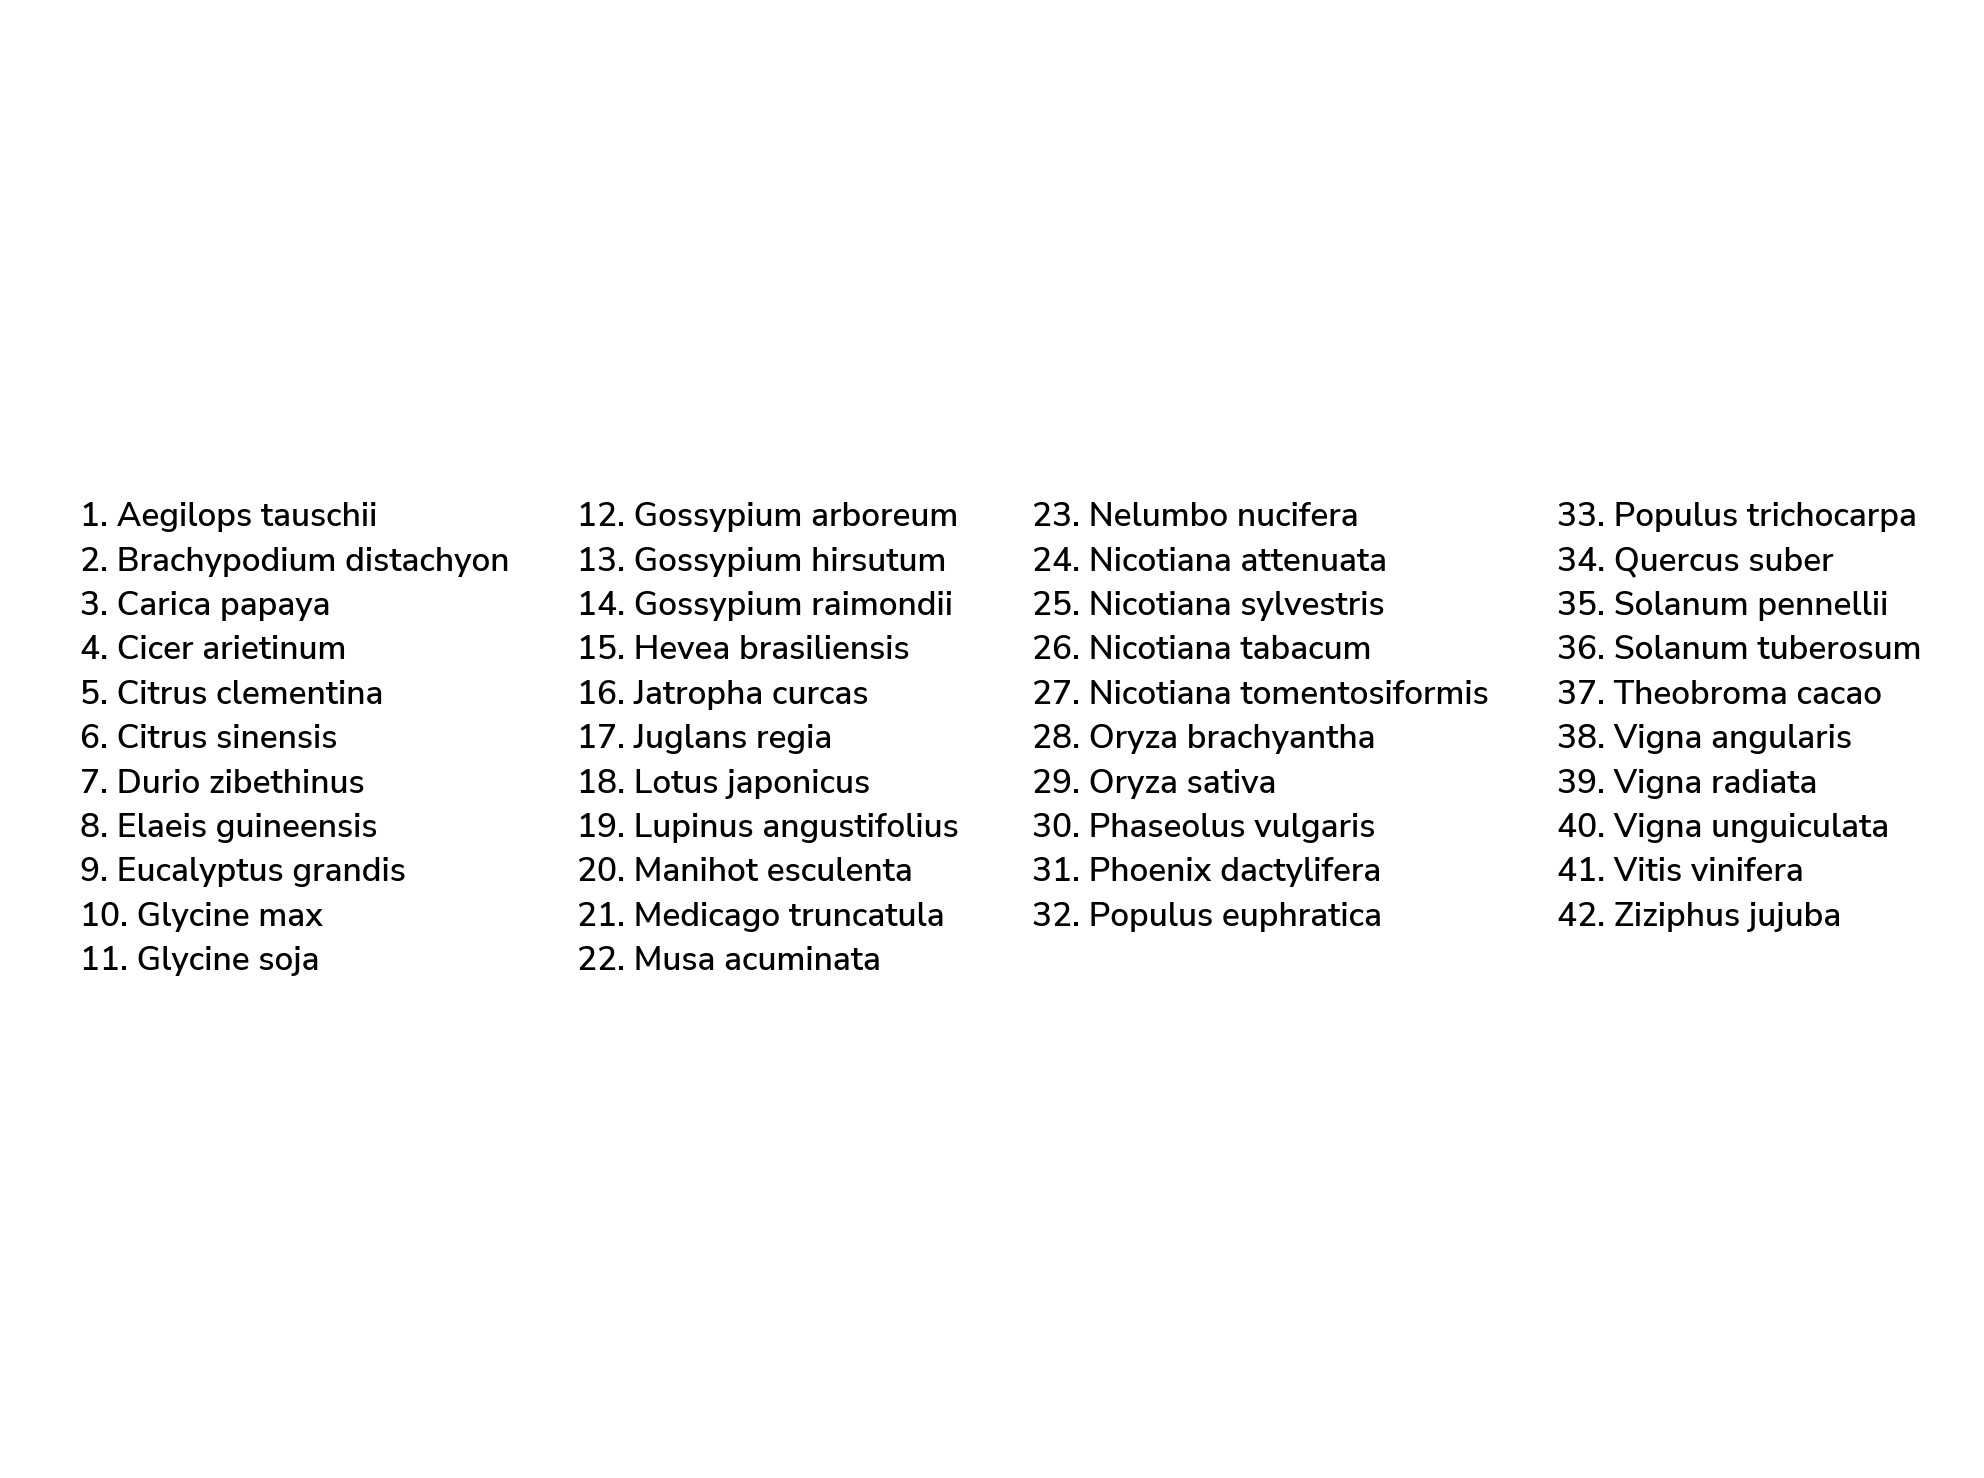 1. Aegilops tauschii
2. Brachypodium distachyon
3. Carica papaya
4. Cicer arietinum
5. Citrus clementina
6. Citrus sinensis
7. Durio zibethinus
8. Elaeis guineensis
9. Eucalyptus grandis
10. Glycine max
11. Glycine soja
12. Gossypium arboreum
13. Gossypium hirsutum
14. Gossypium raimondii
15. Hevea brasiliensis
16. Jatropha curcas
17. Juglans regia
18. Lotus japonicus
19. Lupinus angustifolius
20. Manihot esculenta
21. Medicago truncatula
22. Musa acuminata
23. Nelumbo nucifera
24. Nicotiana attenuata
25. Nicotiana sylvestris
26. Nicotiana tabacum
27. Nicotiana tomentosiformis
28. Oryza brachyantha
29. Oryza sativa
30. Phaseolus vulgaris
31. Phoenix dactylifera
32. Populus euphratica
33. Populus trichocarpa
34. Quercus suber
35. Solanum pennellii
36. Solanum tuberosum
37. Theobroma cacao
38. Vigna angularis
39. Vigna radiata
40. Vigna unguiculata
41. Vitis vinifera
42. Ziziphus jujuba